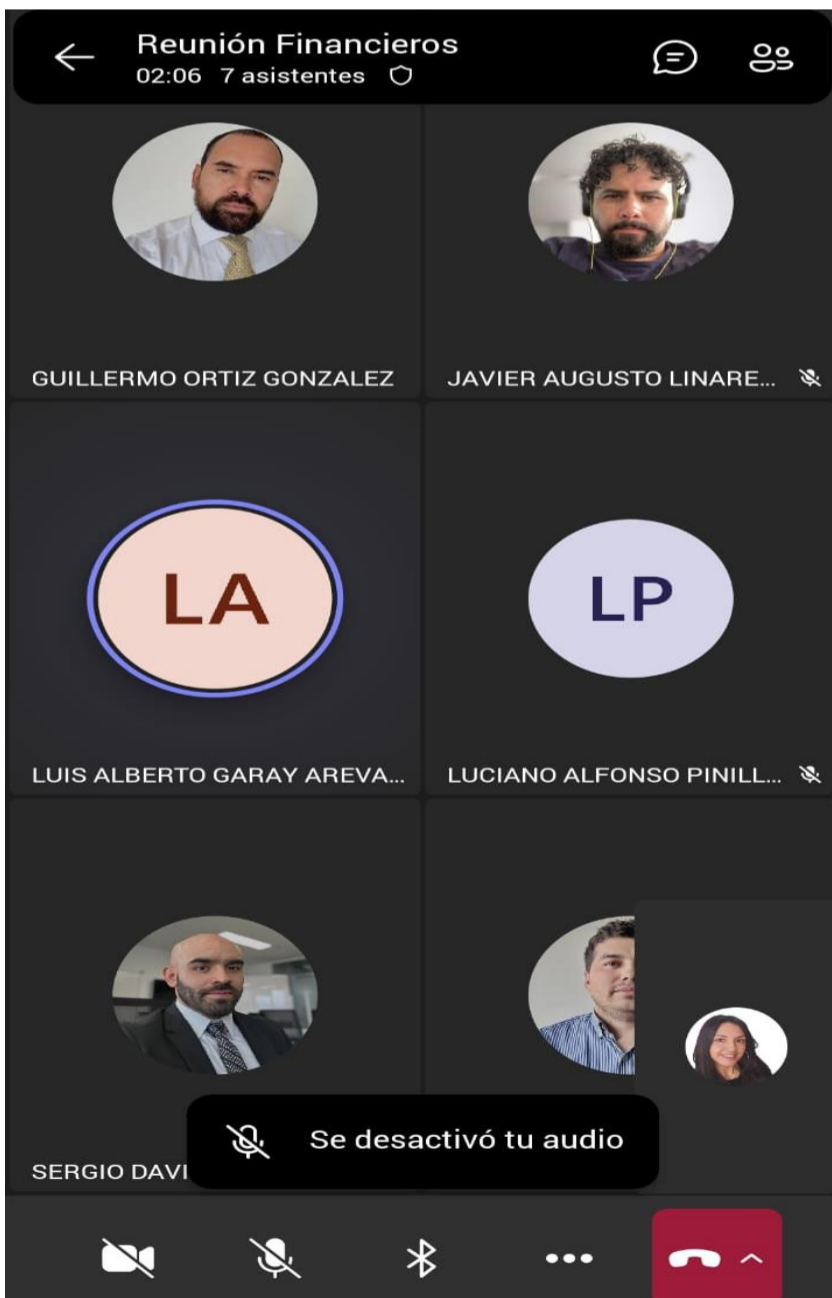 Reunión Financieros
02:06 7 asistentes
GUILLERMO ORTIZ GONZALEZ
JAVIER AUGUSTO LINARE...
LA
LP
LUIS ALBERTO GARAY AREVA...
LUCIANO ALFONSO PINILL...
Se desactivó tu audio
SERGIO DAVI